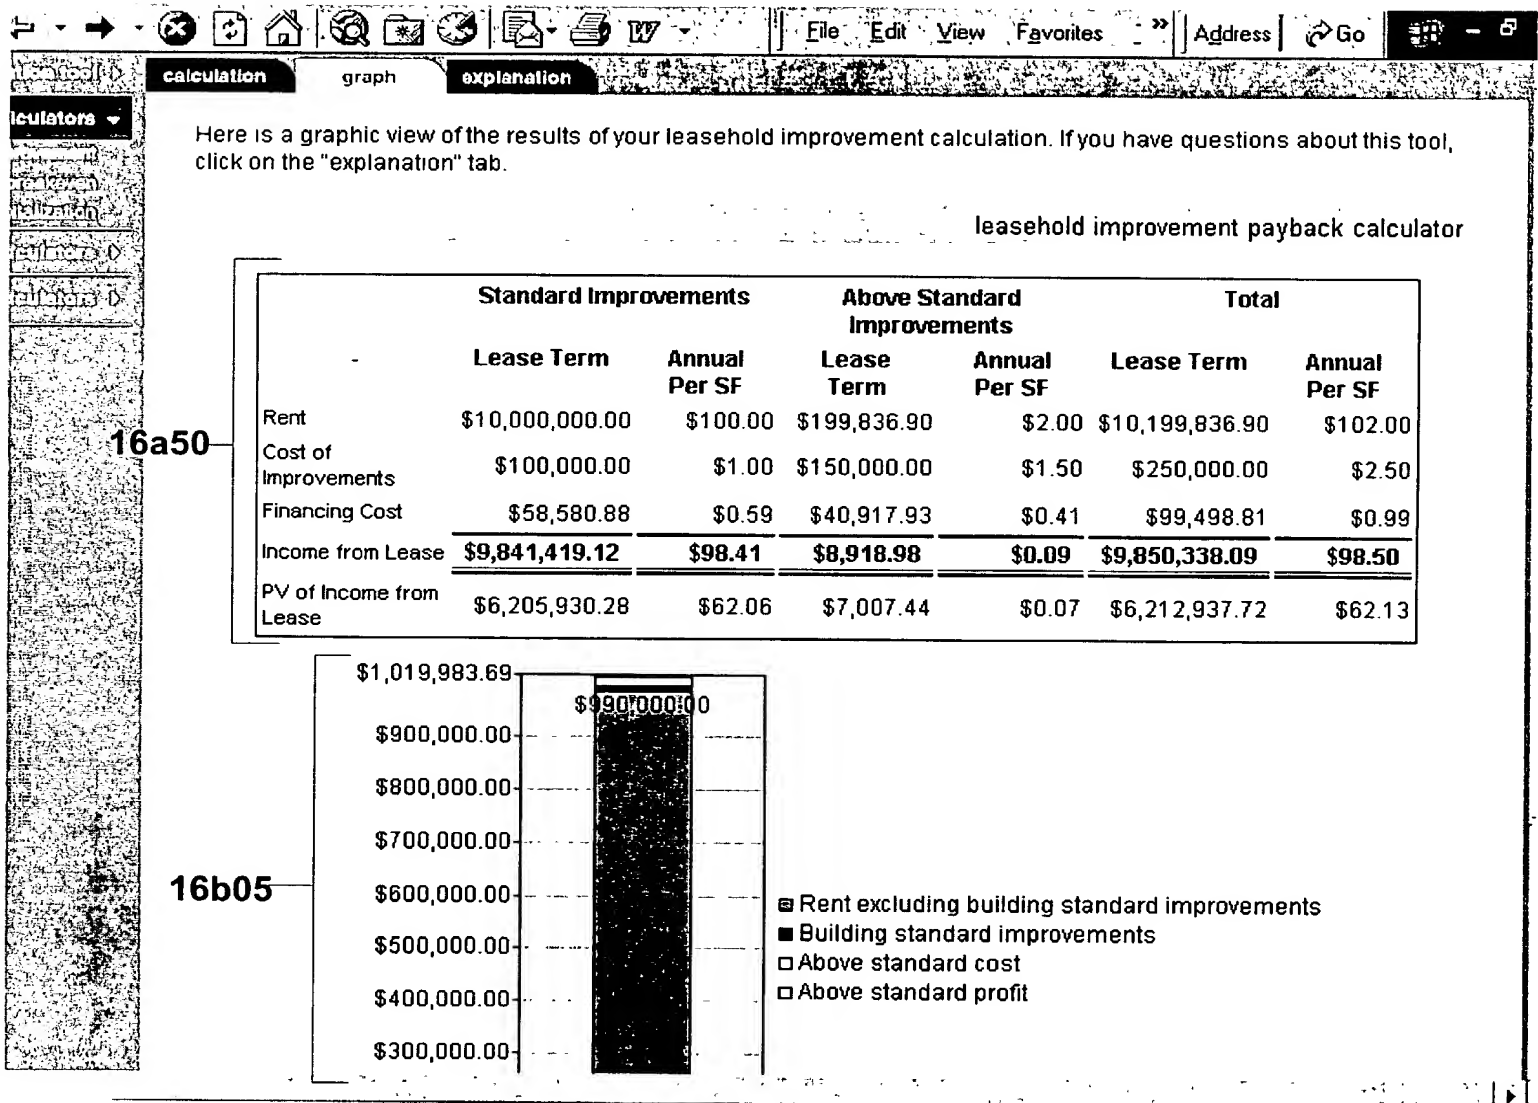 File Edit View Favorites » Address Go
calculation graph explanation
Here is a graphic view of the results of your leasehold improvement calculation. If you have questions about this tool,
click on the "explanation" tab.
leasehold improvement payback calculator
Standard Improvements Above Standard Total
Improvements
Lease Term Annual Lease Annual Lease Term Annual
Per SF Term Per SF Per SF
Rent $10,000,000.00 $100.00 $199,836.90 $2.00 $10,199,836.90 $102.00
16a50
Cost of
Improvements $100,000.00 $1.00 $150,000.00 $1.50 $250,000.00 $2.50
Financing Cost $58,580.88 $0.59 $40,917.93 $0.41 $99,498.81 $0.99
Income from Lease $9,841,419.12 $98.41 $8,918.98 $0.09 $9,850,338.09 $98.50
PV of Income from
Lease $6,205,930.28 $62.06 $7,007.44 $0.07 $6,212,937.72 $62.13
$1,019,983.69
$990,000.00
$900,000.00
$800,000.00
$700,000.00
16b05
$600,000.00
Rent excluding building standard improvements
Building standard improvements
$500,000.00
Above standard cost
Above standard profit
$400,000.00
$300,000.00